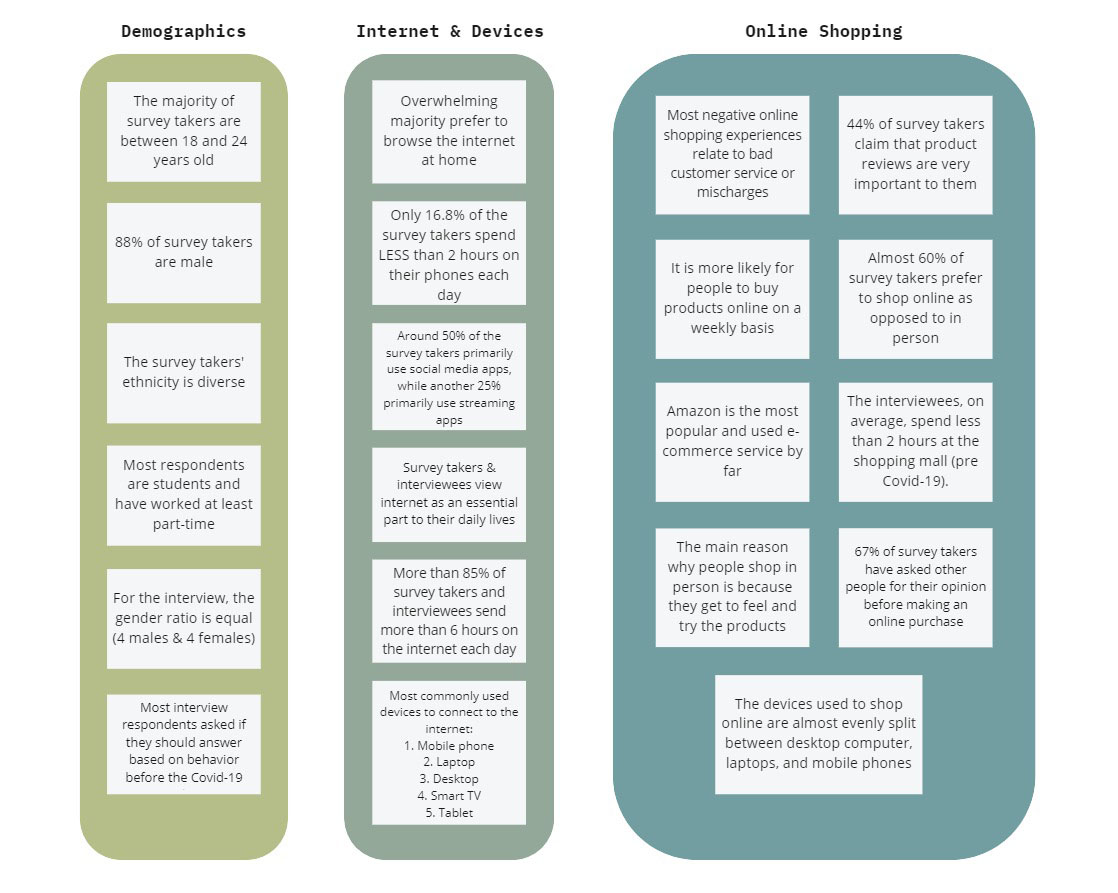 Demographics
The majority of
survey takers are
between 18 and 24
years old
88% of survey takers
are male
The survey takers'
ethnicity is diverse
Most respondents
are students and
have worked at least
part-time
For the interview, the
gender ratio is equal
(4 males & 4 females)
Most interview
respondents asked if
they should answer
based on behavior
before the Covid-19
Internet & Devices
Overwhelming
majority prefer to
browse the internet
at home
Only 16.8% of the
survey takers spend
LESS than 2 hours on
their phones each
day
Around 50% of the
survey takers primarily
use social media apps,
while another 25%
primarily use streaming
apps
Survey takers &
interviewees view
internet as an essential
part to their daily lives
More than 85% of
survey takers and
interviewees send
more than 6 hours on
the internet each day
Most commonly used
devices to connect to the
internet:
1. Mobile phone
2. Laptop
3. Desktop
4. Smart TV
5. Tablet
Online Shopping
Most negative online
shopping experiences
relate to bad
customer service or
mischarges
44% of survey takers
claim that product
reviews are very
important to them
It is more likely for
people to buy
products online on a
weekly basis
Almost 60% of
survey takers prefer
to shop online as
opposed to in
person
Amazon is the most
popular and used e-
commerce service by
far
The interviewees, on
average, spend less
than 2 hours at the
shopping mall (pre
Covid-19).
The main reason
why people shop in
person is because
they get to feel and
try the products
67% of survey takers
have asked other
people for their opinion
before making an
online purchase
The devices used to shop
online are almost evenly split
between desktop computer,
laptops, and mobile phones